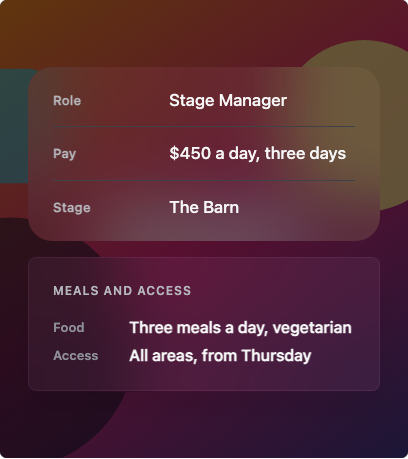 Role Stage Manager
Pay $450 a day, three days
Stage The Barn
MEALS AND ACCESS
Food Three meals a day, vegetarian
Access All areas, from Thursday